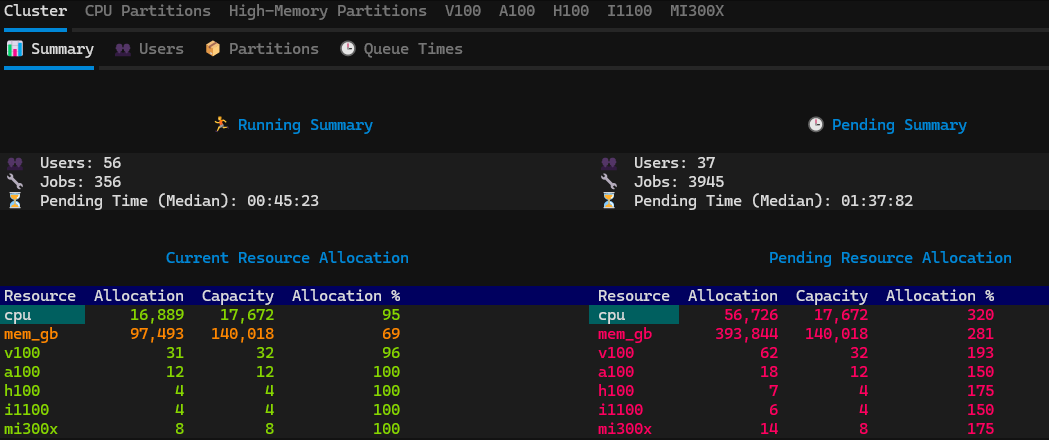 Cluster CPU Partitions High-Memory Partitions V100 A100 H100 I1100 MI300X
Summary Users Partitions Queue Times
Running Summary Pending Summary
Users: 56 Users: 37
Jobs: 356 Jobs: 3945
Pending Time (Median): 00:45:23 Pending Time (Median): 01:37:82
Current Resource Allocation Pending Resource Allocation
Resource Allocation Capacity Allocation % Resource Allocation Capacity Allocation %
cpu 16,889 17,672 95 cpu 56,726 17,672 320
mem_gb 97,493 140,018 69 mem_gb 393,844 140,018 281
v100 31 32 96 v100 62 32 193
a100 12 12 100 a100 18 12 150
h100 4 4 100 h100 7 4 175
i1100 4 4 100 i1100 6 4 150
mi300x 8 8 100 mi300x 14 8 175